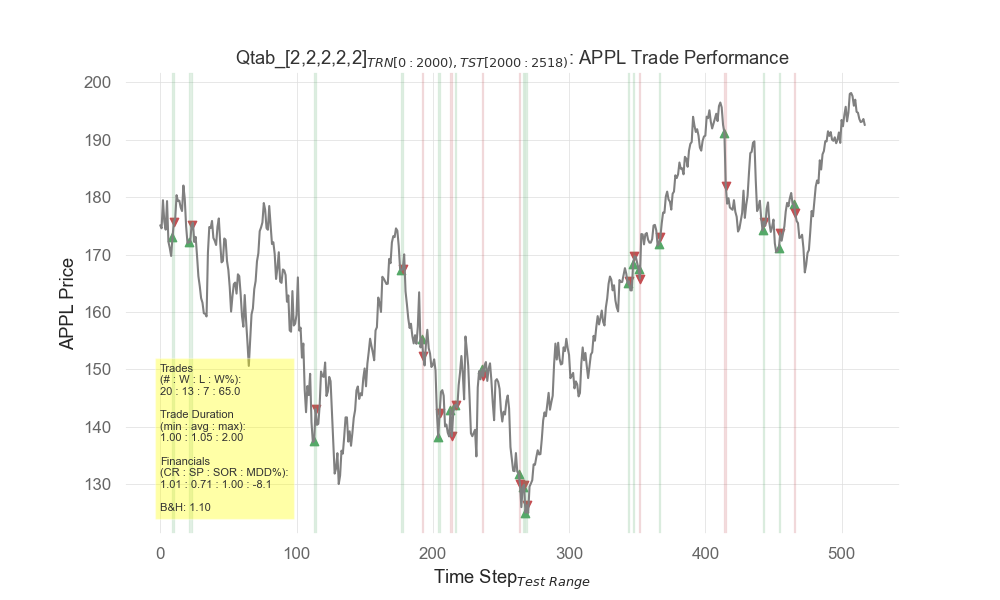 Qtab_[2,2,2,2,2]TRN[0 : 2000), TST[2000 : 2518) : APPL Trade Performance
200
190
180
170
160
150
140
130
APPL Price
Trades
(# : W : L : W%):
20 : 13 : 7 : 65.0
Trade Duration
(min : avg : max):
1.00 : 1.05 : 2.00
Financials
(CR : SP : SOR : MDD%):
1.01 : 0.71 : 1.00 : -8.1
B&H: 1.10
0 100 200 300 400 500
Time StepTest Range